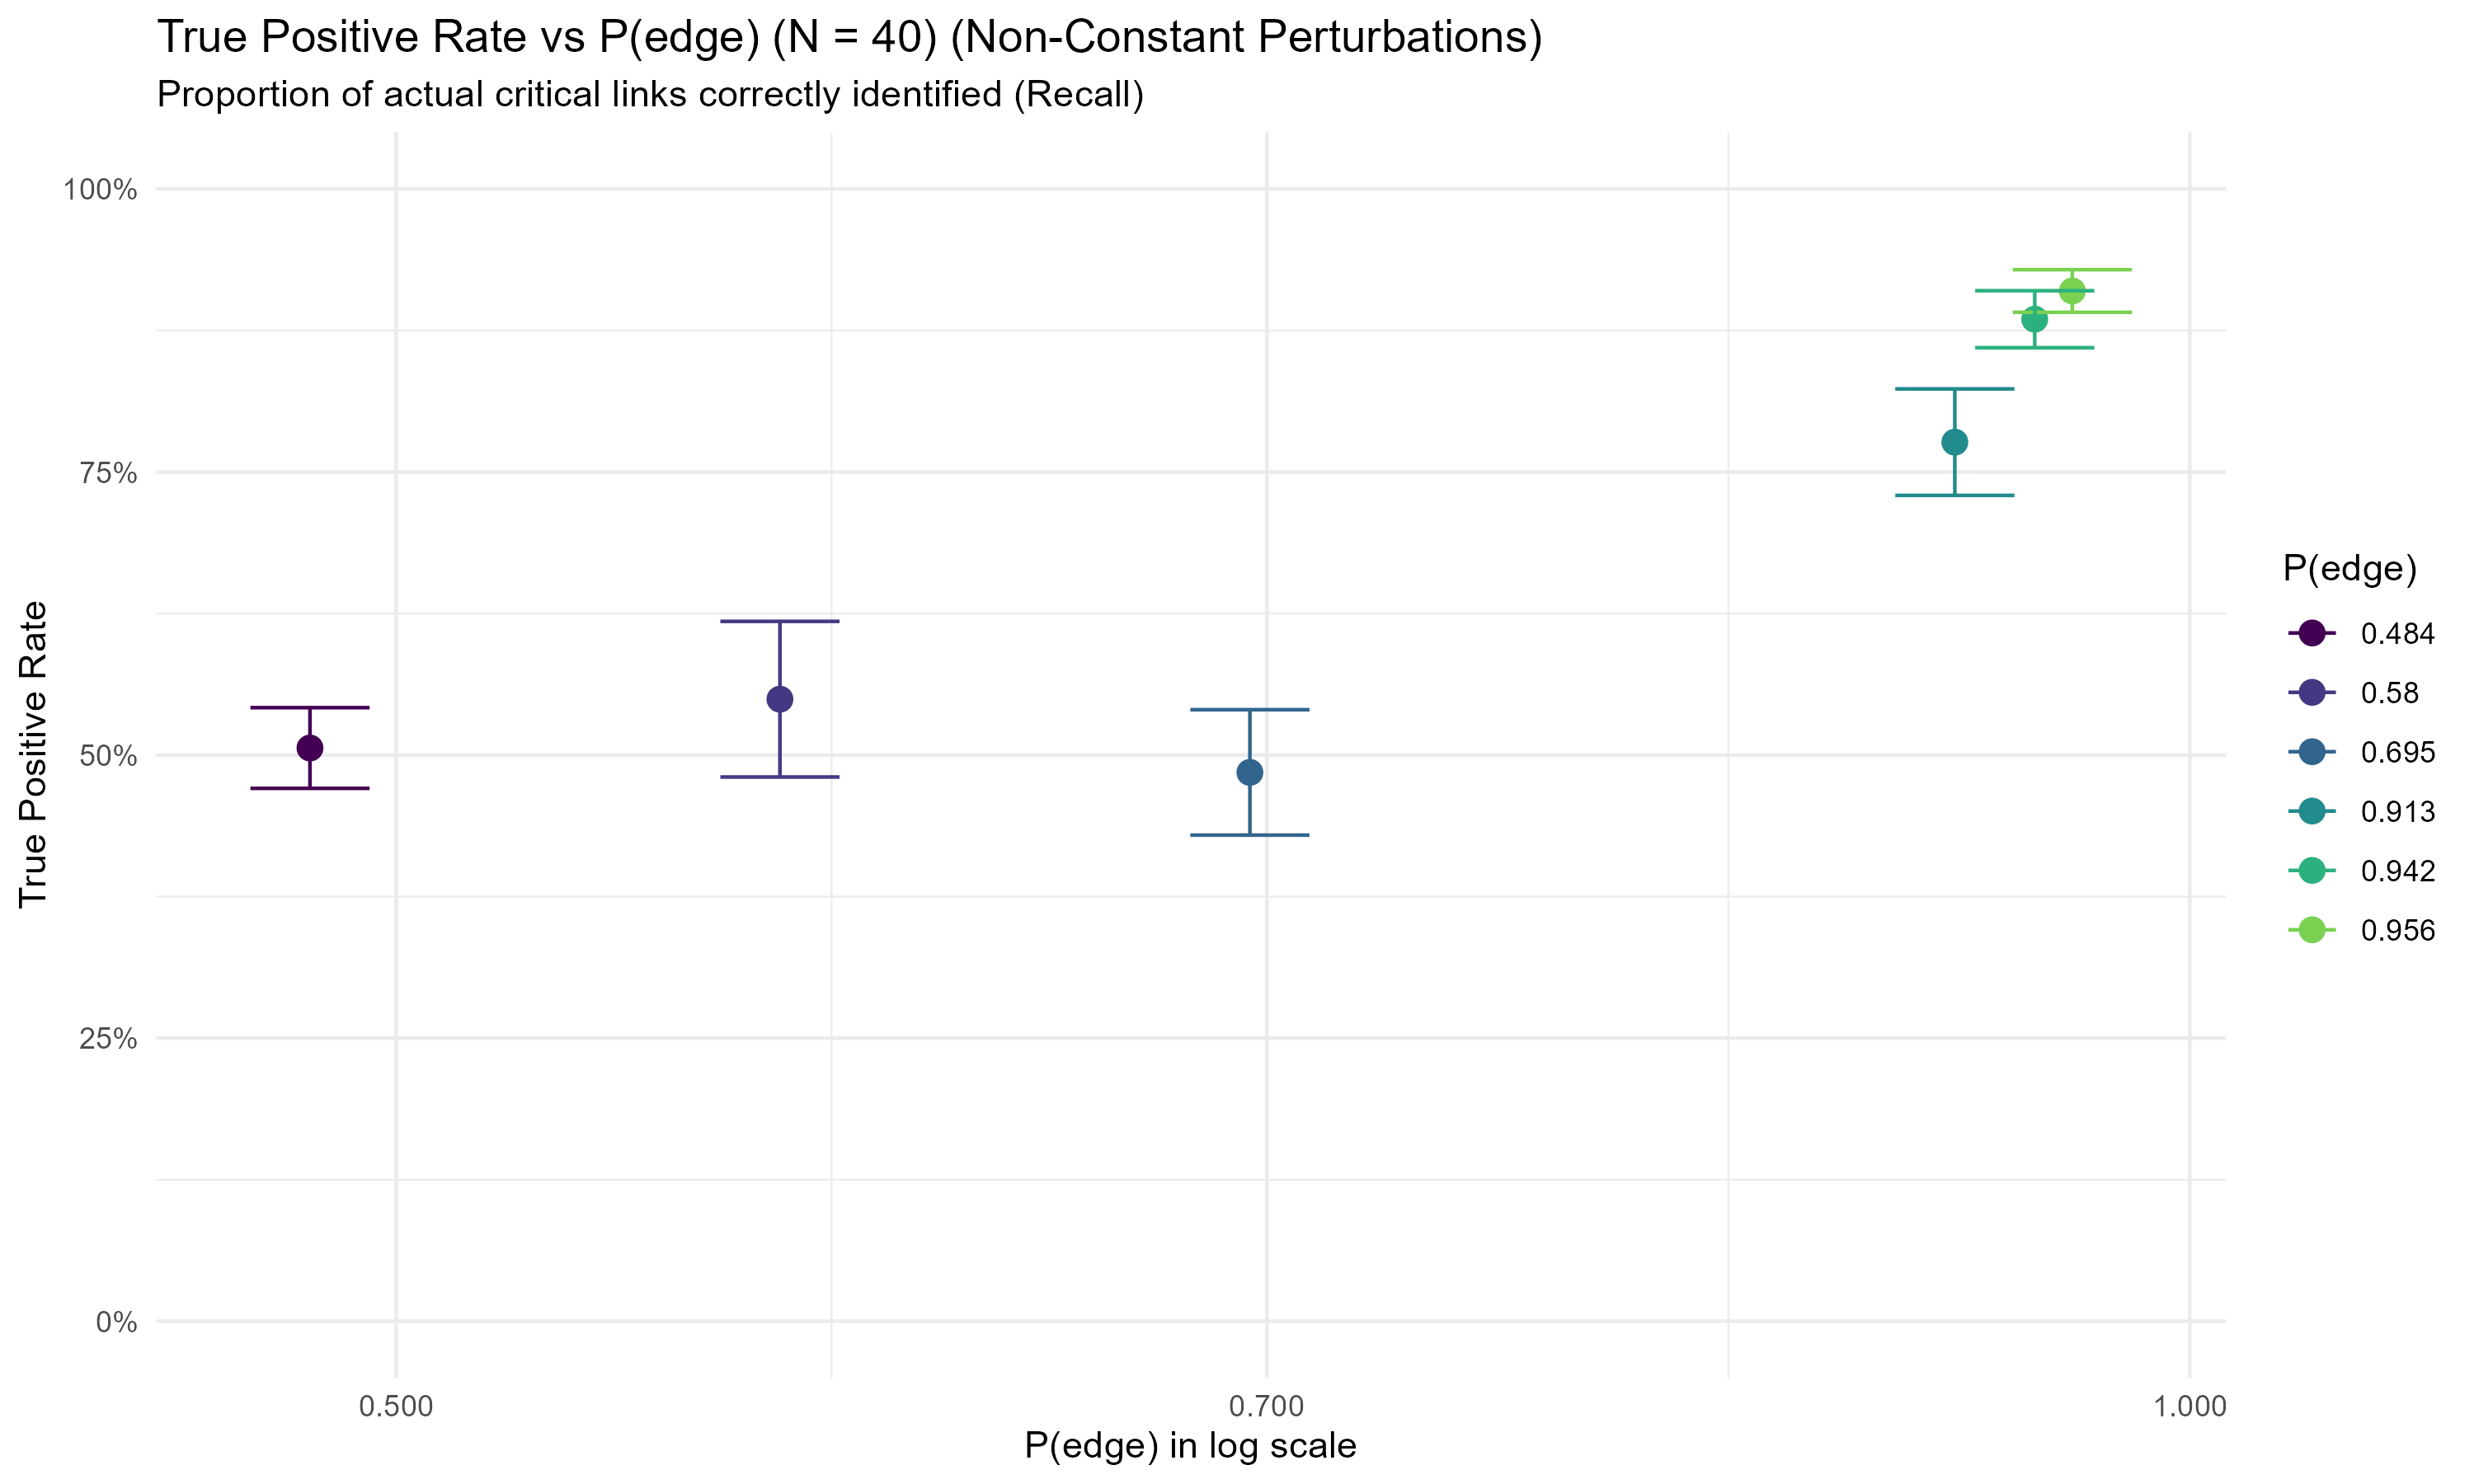 True Positive Rate vs P(edge) (N = 40) (Non-Constant Perturbations)
Proportion of actual critical links correctly identified (Recall)
True Positive Rate
100%
75%
50%
25%
0%
0.500
0.700
1.000
P(edge) in log scale
P(edge)
0.484
0.58
0.695
0.913
0.942
0.956